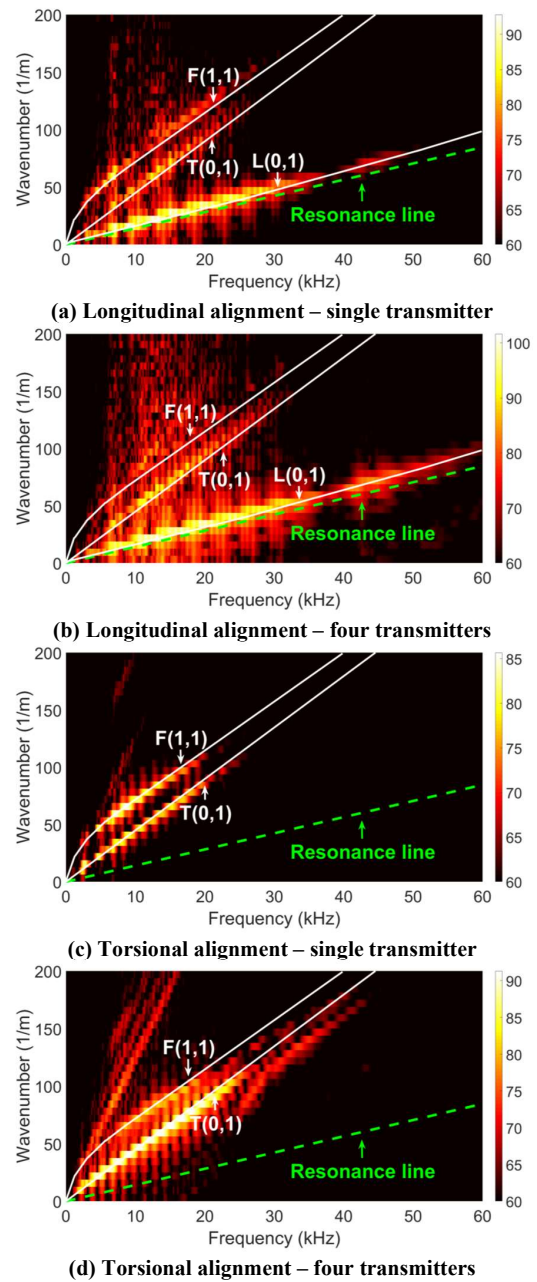 200
150
100
50
0
Wavenumber (1/m)
F(1,1)
T(0,1)
L(0,1)
Resonance line
0 10 20 30 40 50 60
Frequency (kHz)
90
85
80
75
70
65
60
(a) Longitudinal alignment – single transmitter
200
150
100
50
0
Wavenumber (1/m)
F(1,1)
T(0,1)
L(0,1)
Resonance line
0 10 20 30 40 50 60
Frequency (kHz)
100
90
80
70
60
(b) Longitudinal alignment – four transmitters
200
150
100
50
0
Wavenumber (1/m)
F(1,1)
T(0,1)
Resonance line
0 10 20 30 40 50 60
Frequency (kHz)
85
80
75
70
65
60
(c) Torsional alignment – single transmitter
200
150
100
50
0
Wavenumber (1/m)
F(1,1)
T(0,1)
Resonance line
0 10 20 30 40 50 60
Frequency (kHz)
90
85
80
75
70
65
60
(d) Torsional alignment – four transmitters